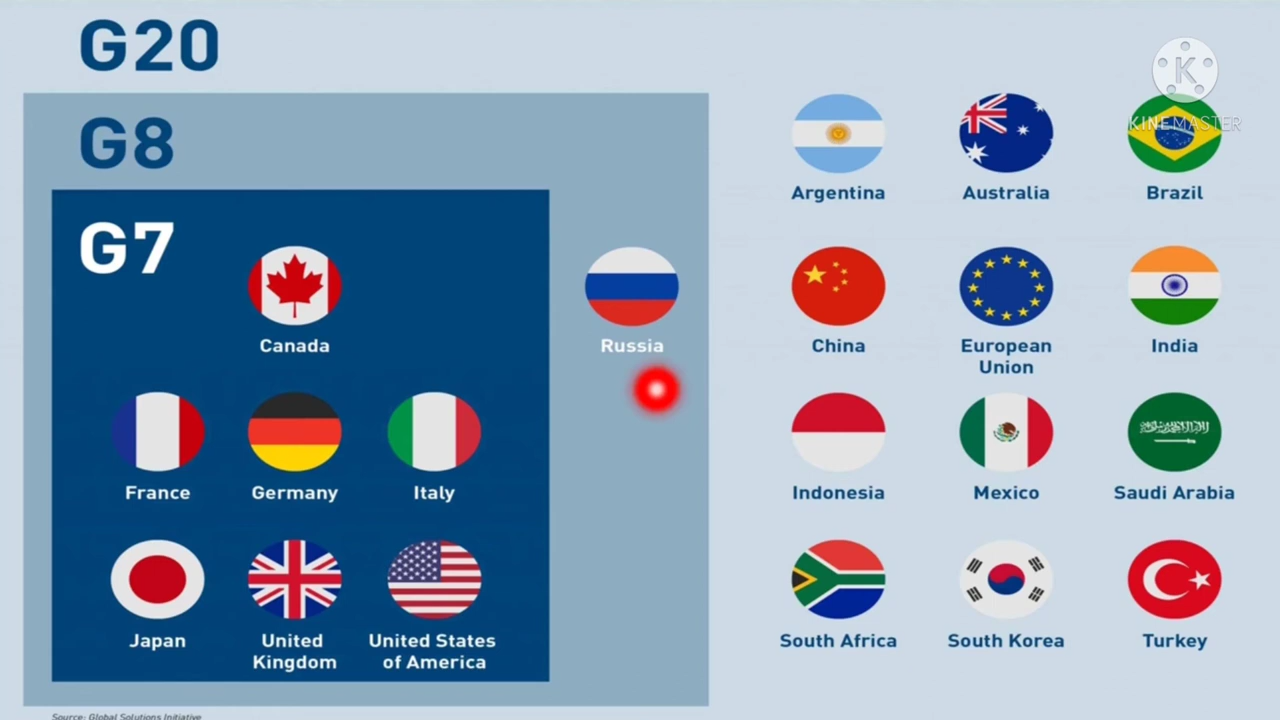 G20
G8
G7
Canada
France
Germany
Italy
Japan
United
Kingdom
United States
of America
Russia
Argentina
Australia
Brazil
China
European
Union
India
Indonesia
Mexico
Saudi Arabia
South Africa
South Korea
Turkey
K
KINEMASTER
Source: Global Solutions Initiative